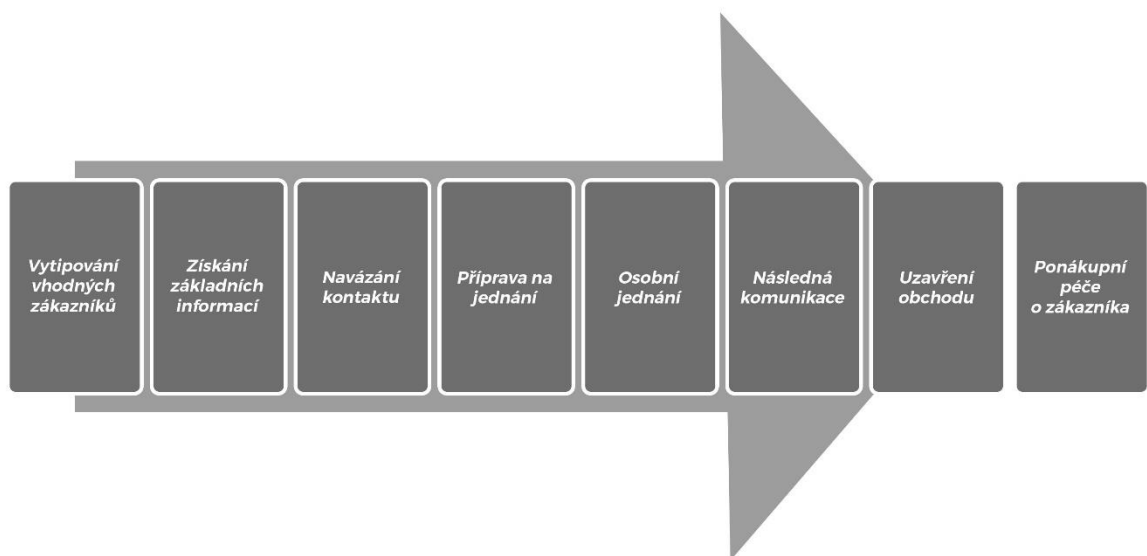 Vytipování
vhodných
zákazníků
Získání
základních
informací
Navázání
kontaktu
Příprava na
jednání
Osobní
jednání
Následná
komunikace
Uzavření
obchodu
Ponákupní
péče
o zákazníka